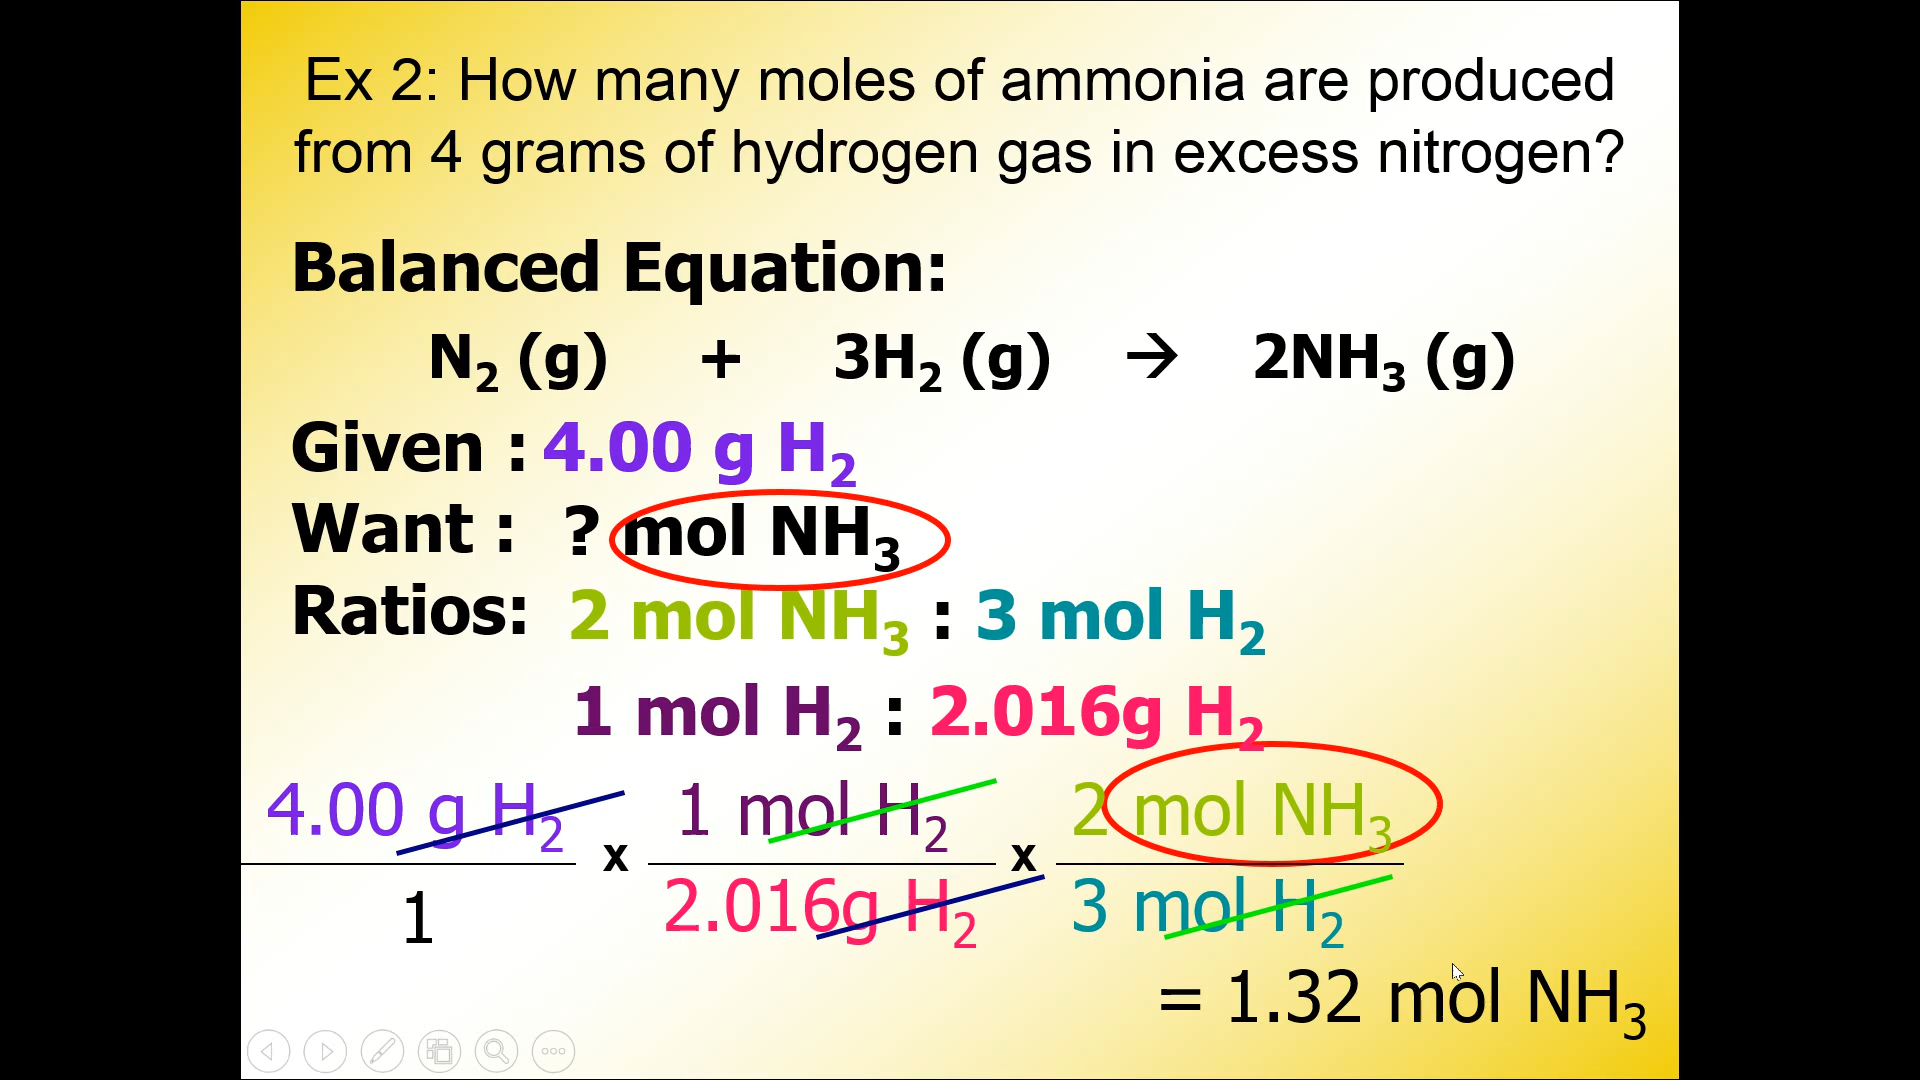 Ex 2: How many moles of ammonia are produced
from 4 grams of hydrogen gas in excess nitrogen?
Balanced Equation:
N₂ (g) + 3H₂ (g) → 2NH₃ (g)
Given : 4.00 g H₂
Want : ? mol NH₃
Ratios: 2 mol NH₃ : 3 mol H₂
1 mol H₂ : 2.016g H₂
4.00 g H₂ x 1 mol H₂ x 2 mol NH₃
1 2.016g H₂ 3 mol H₂
= 1.32 mol NH₃